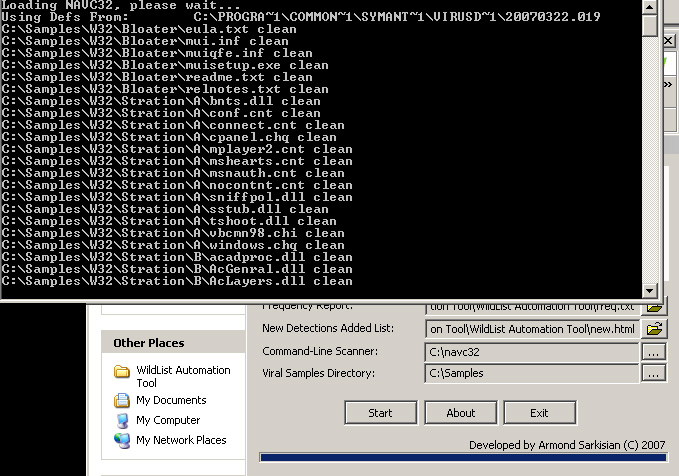 Loading NAVC32, please wait...
Using Defs From:        C:\PROGRA~1\COMMON~1\SYMANT~1\VIRUSD~1\20070322.019
C:\Samples\W32\Bloater\eula.txt clean
C:\Samples\W32\Bloater\mui.inf clean
C:\Samples\W32\Bloater\muiqfe.inf clean
C:\Samples\W32\Bloater\muisetup.exe clean
C:\Samples\W32\Bloater\readme.txt clean
C:\Samples\W32\Bloater\relnotes.txt clean
C:\Samples\W32\Stration\A\bnts.dll clean
C:\Samples\W32\Stration\A\conf.cnt clean
C:\Samples\W32\Stration\A\connect.cnt clean
C:\Samples\W32\Stration\A\cpanel.chq clean
C:\Samples\W32\Stration\A\mplayer2.cnt clean
C:\Samples\W32\Stration\A\mshearts.cnt clean
C:\Samples\W32\Stration\A\msnauth.cnt clean
C:\Samples\W32\Stration\A\nocontnt.cnt clean
C:\Samples\W32\Stration\A\sniffpol.dll clean
C:\Samples\W32\Stration\A\sstub.dll clean
C:\Samples\W32\Stration\A\tshoot.dll clean
C:\Samples\W32\Stration\A\vbcmn98.chi clean
C:\Samples\W32\Stration\A\windows.chq clean
C:\Samples\W32\Stration\B\acadproc.dll clean
C:\Samples\W32\Stration\B\AcGenral.dll clean
C:\Samples\W32\Stration\B\AcLayers.dll clean
Frequency Report: tion Tool\WildList Automation Tool\freq.txt
New Detections Added List: on Tool\WildList Automation Tool\new.html
Command-Line Scanner: C:\navc32 ...
Viral Samples Directory: C:\Samples ...
Start About Exit
Developed by Armond Sarkisian (C) 2007
Other Places
WildList Automation
Tool
My Documents
My Computer
My Network Places